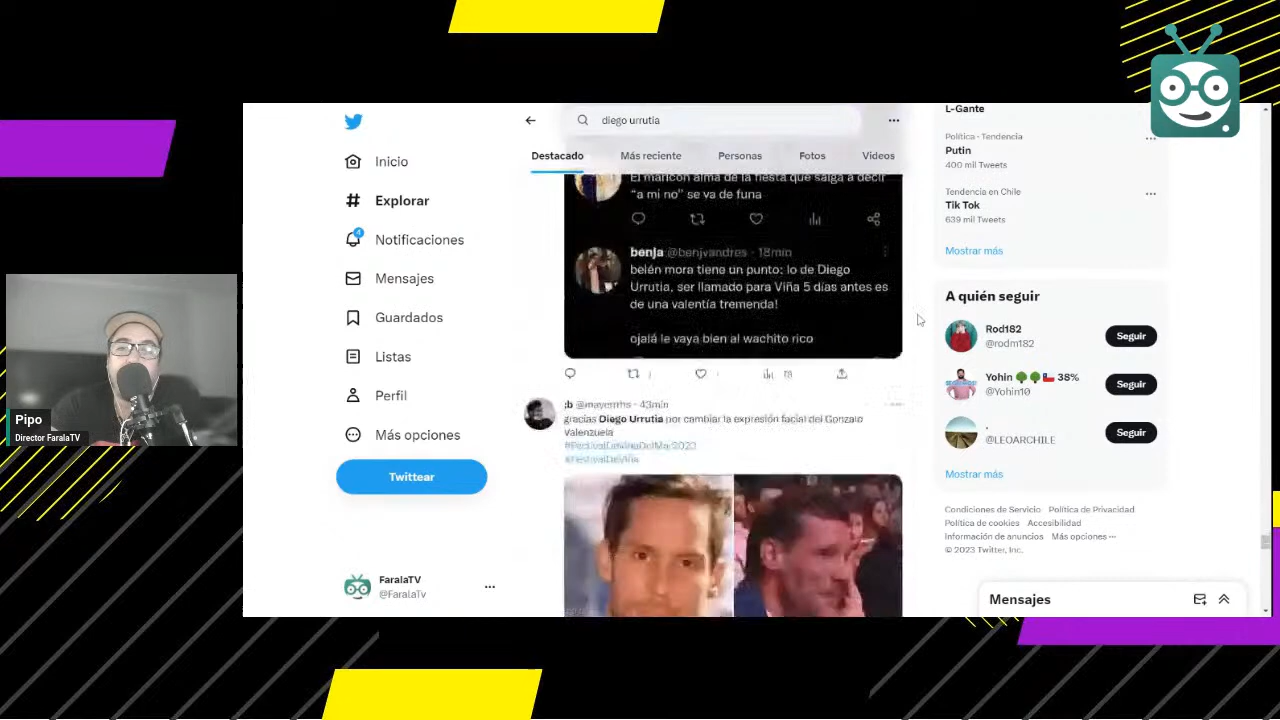 Inicio
Explorar
4
Notificaciones
Mensajes
Guardados
Listas
Perfil
Más opciones
Twittear
FaralaTV
@FaralaTv
Pipo
Director FaralaTV
diego urrutia
Destacado
Más reciente
Personas
Fotos
Videos
El maricon alma de la fiesta que salga a decir
“a mi no” se va de funa
benja @benjvandres · 18min
belén mora tiene un punto: lo de Diego
Urrutia, ser llamado para Viña 5 días antes es
de una valentía tremenda!
ojalá le vaya bien al wachito rico
43min
gracias Diego Urrutia por cambiar la expresión facial del Gonzalo
Valenzuela
#FestivalDeViña
L-Gante
Política · Tendencia
Putin
400 mil Tweets
Tendencia en Chile
Tik Tok
639 mil Tweets
Mostrar más
A quién seguir
Rod182
@rodm182
Seguir
Yohin 🌳🌳🇨🇱 38%
@Yohin10
Seguir
.
@LEOARCHILE
Seguir
Mostrar más
Condiciones de Servicio Política de Privacidad
Política de cookies Accesibilidad
Información de anuncios Más opciones ···
© 2023 Twitter, Inc.
Mensajes